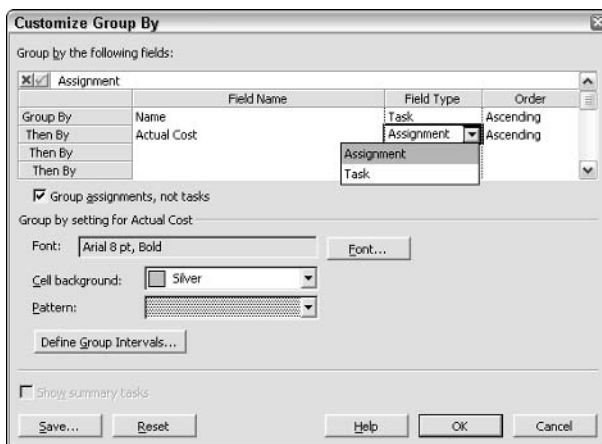 Customize Group By
Group by the following fields:
Assignment
Field Name Field Type Order
Group By Name Task Ascending
Then By Actual Cost Assignment Ascending
Then By Assignment
Then By Task
Group assignments, not tasks
Group by setting for Actual Cost
Font: Arial 8 pt, Bold Font...
Cell background: Silver
Pattern:
Define Group Intervals...
Show summary tasks
Save... Reset Help OK Cancel